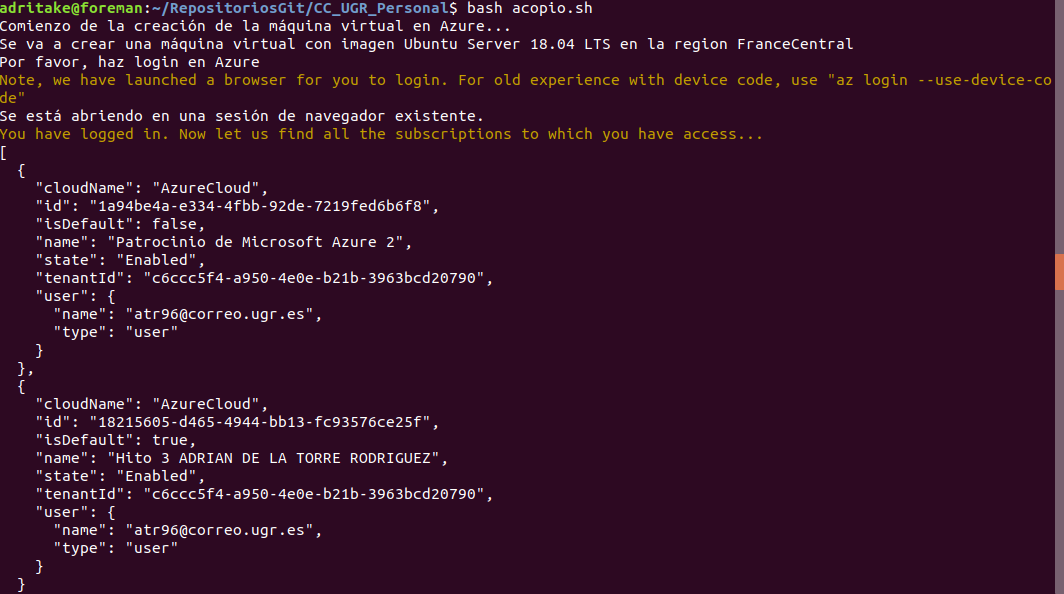 adritake@foreman:~/RepositoriosGit/CC_UGR_Personal$ bash acopio.sh
Comienzo de la creación de la máquina virtual en Azure...
Se va a crear una máquina virtual con imagen Ubuntu Server 18.04 LTS en la region FranceCentral
Por favor, haz login en Azure
Note, we have launched a browser for you to login. For old experience with device code, use "az login --use-device-co
de"
Se está abriendo en una sesión de navegador existente.
You have logged in. Now let us find all the subscriptions to which you have access...
[
  {
    "cloudName": "AzureCloud",
    "id": "1a94be4a-e334-4fbb-92de-7219fed6b6f8",
    "isDefault": false,
    "name": "Patrocinio de Microsoft Azure 2",
    "state": "Enabled",
    "tenantId": "c6ccc5f4-a950-4e0e-b21b-3963bcd20790",
    "user": {
      "name": "atr96@correo.ugr.es",
      "type": "user"
    }
  },
  {
    "cloudName": "AzureCloud",
    "id": "18215605-d465-4944-bb13-fc93576ce25f",
    "isDefault": true,
    "name": "Hito 3 ADRIAN DE LA TORRE RODRIGUEZ",
    "state": "Enabled",
    "tenantId": "c6ccc5f4-a950-4e0e-b21b-3963bcd20790",
    "user": {
      "name": "atr96@correo.ugr.es",
      "type": "user"
    }
  }